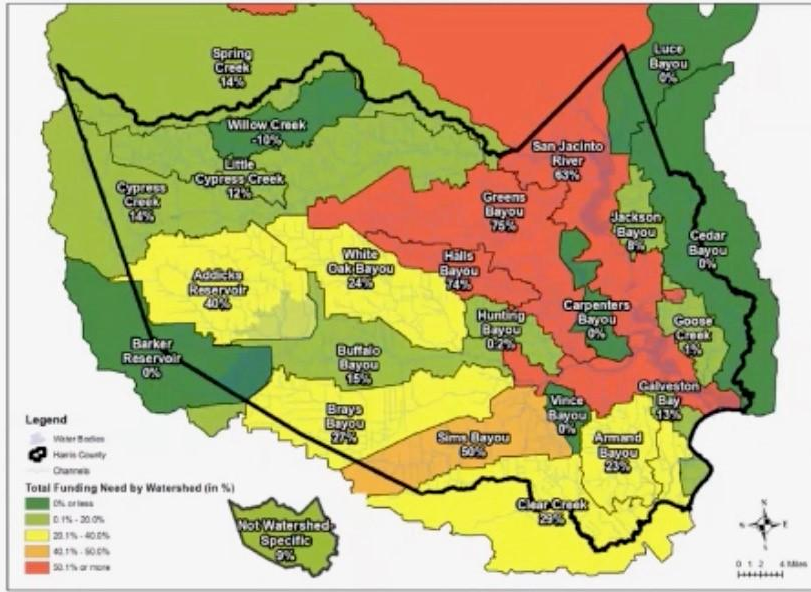 Spring
Creek
14%
Luce
Bayou
0%
Willow Creek
-10%
San Jacinto
River
63%
Little
Cypress Creek
12%
Cypress
Creek
14%
Greens
Bayou
75%
Jackson
Bayou
8%
Cedar
Bayou
0%
White
Oak Bayou
24%
Halls
Bayou
74%
Addicks
Reservoir
40%
Carpenters
Bayou
0%
Hunting
Bayou
0.2%
Goose
Creek
1%
Barker
Reservoir
0%
Buffalo
Bayou
15%
Galveston
Bay
13%
Vince
Bayou
0%
Brays
Bayou
27%
Sims Bayou
50%
Armand
Bayou
23%
Clear Creek
29%
Not Watershed
Specific
9%
Legend
Water Bodies
Harris County
Channels
Total Funding Need by Watershed (in %)
0% or less
0.1% - 20.0%
20.1% - 40.0%
40.1% - 50.0%
50.1% or more
N
W
E
S
0 1 2 4 Miles